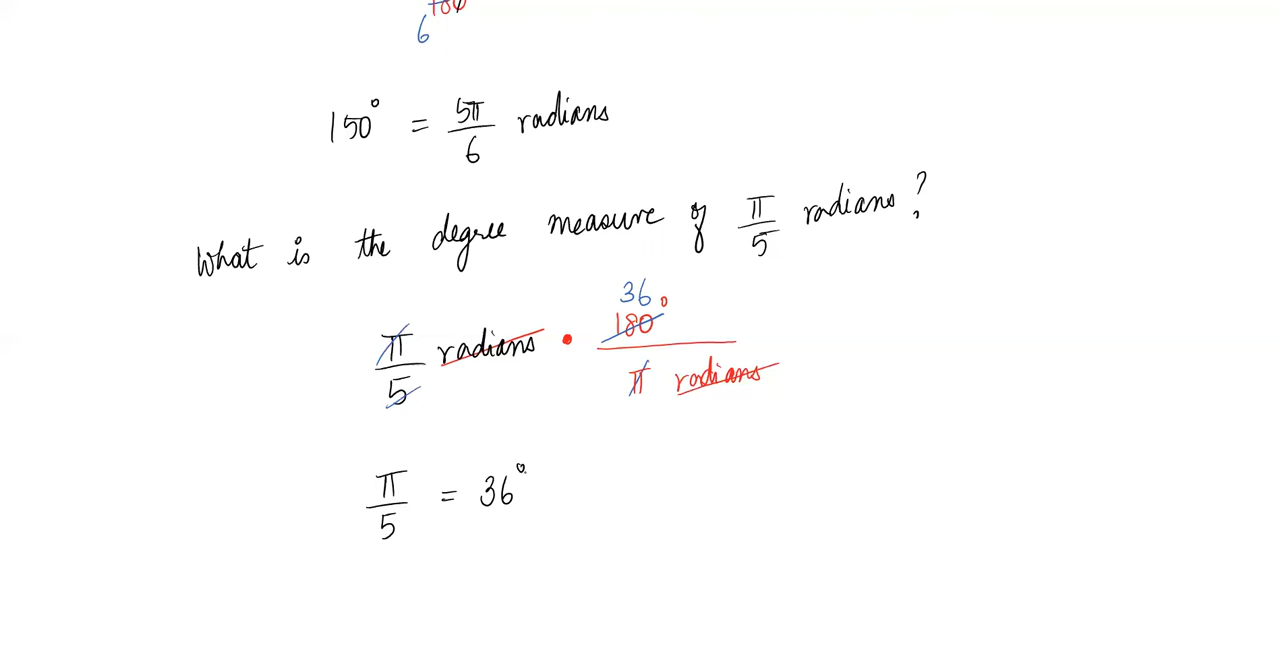 180
6
150° = 5π/6 radians
What is the degree measure of π/5 radians?
36
π/5 radians • 180°/π radians
π/5 = 36°